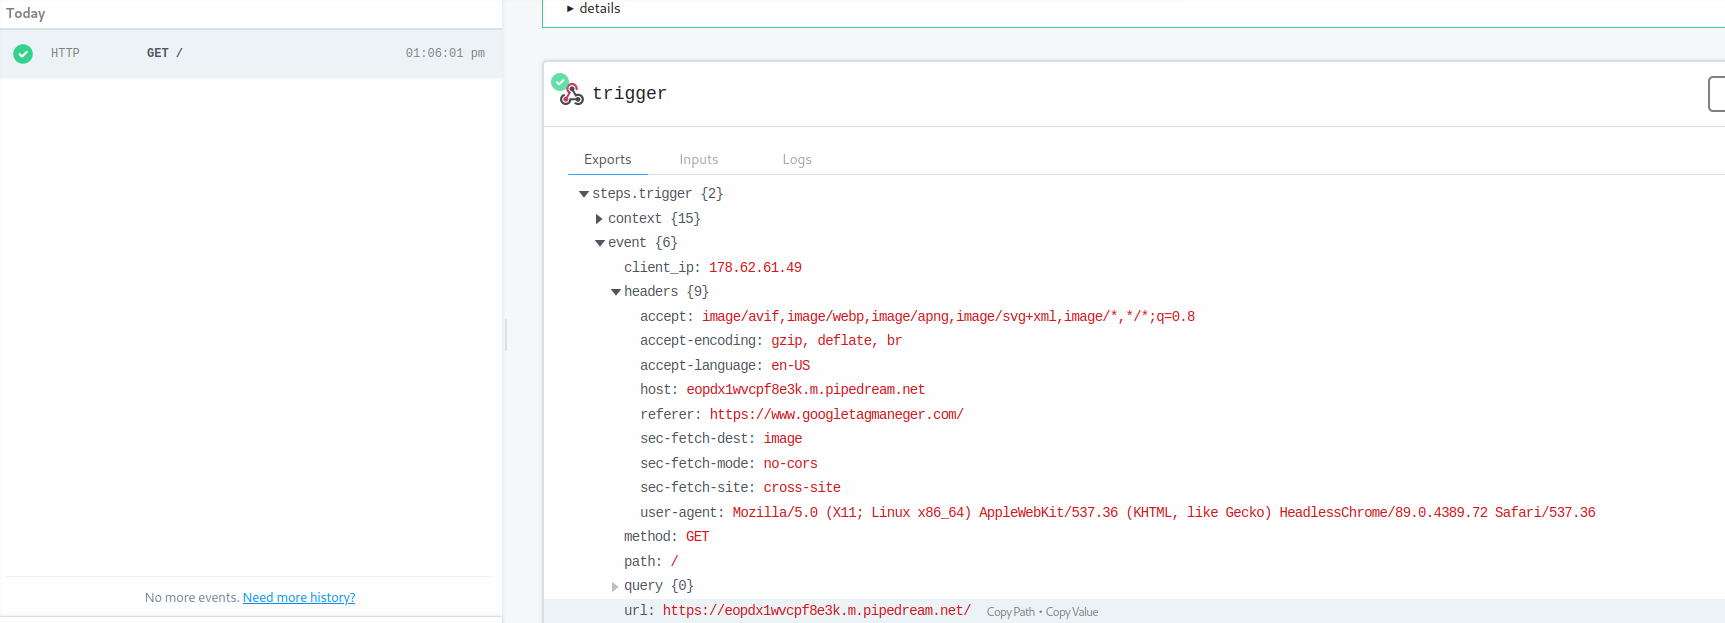 Today
HTTP GET / 01:06:01 pm
No more events. Need more history?
▸ details
trigger
Exports Inputs Logs
steps.trigger {2}
context {15}
event {6}
client_ip: 178.62.61.49
headers {9}
accept: image/avif,image/webp,image/apng,image/svg+xml,image/*,*/*;q=0.8
accept-encoding: gzip, deflate, br
accept-language: en-US
host: eopdx1wvcpf8e3k.m.pipedream.net
referer: https://www.googletagmaneger.com/
sec-fetch-dest: image
sec-fetch-mode: no-cors
sec-fetch-site: cross-site
user-agent: Mozilla/5.0 (X11; Linux x86_64) AppleWebKit/537.36 (KHTML, like Gecko) HeadlessChrome/89.0.4389.72 Safari/537.36
method: GET
path: /
query {0}
url: https://eopdx1wvcpf8e3k.m.pipedream.net/ Copy Path • Copy Value